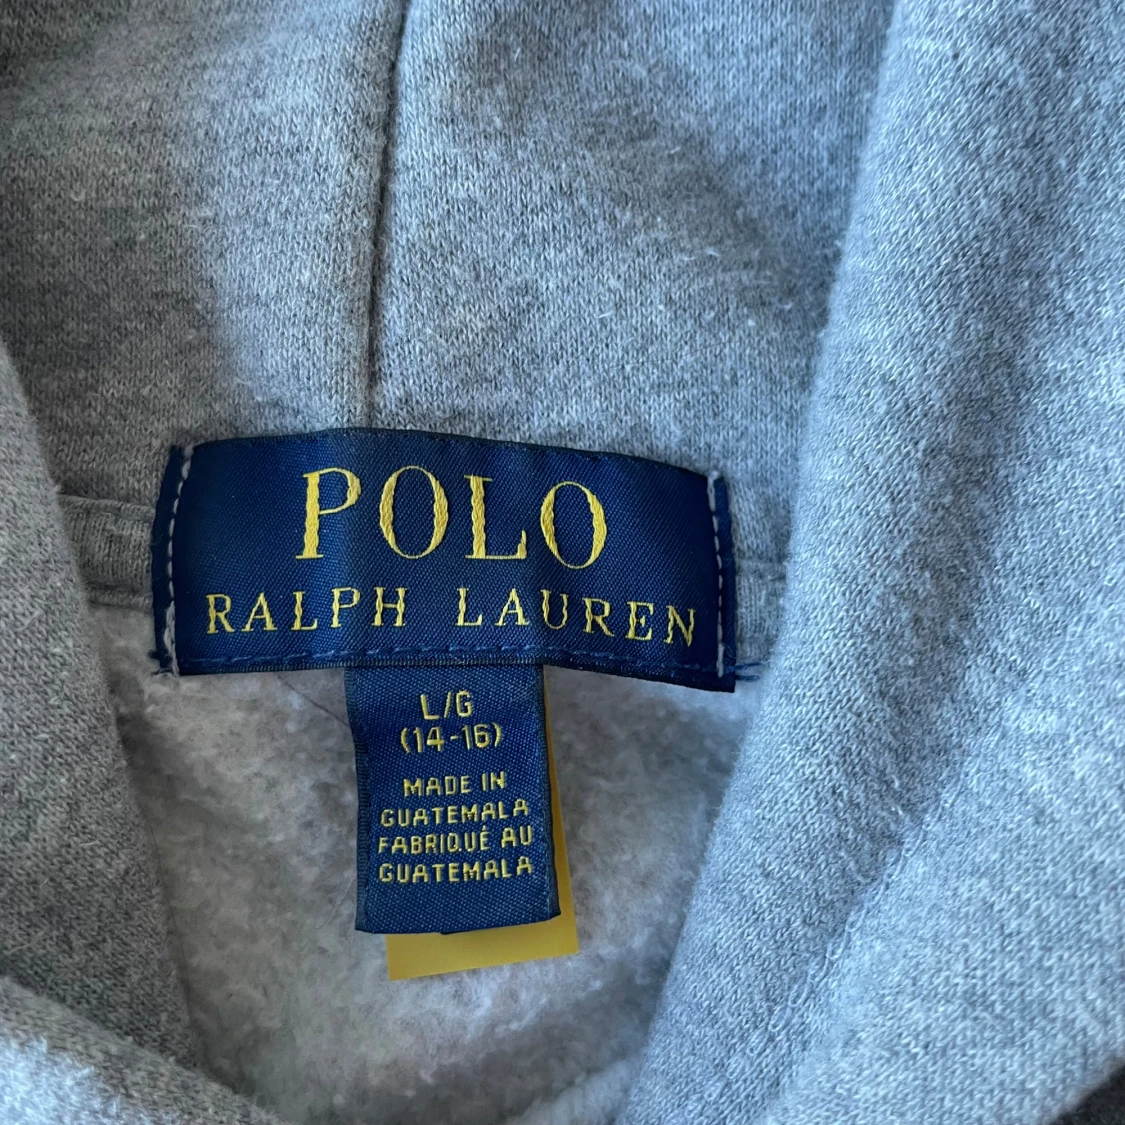 POLO
RALPH LAUREN
L/G
(14-16)
MADE IN
GUATEMALA
FABRIQUÉ AU
GUATEMALA